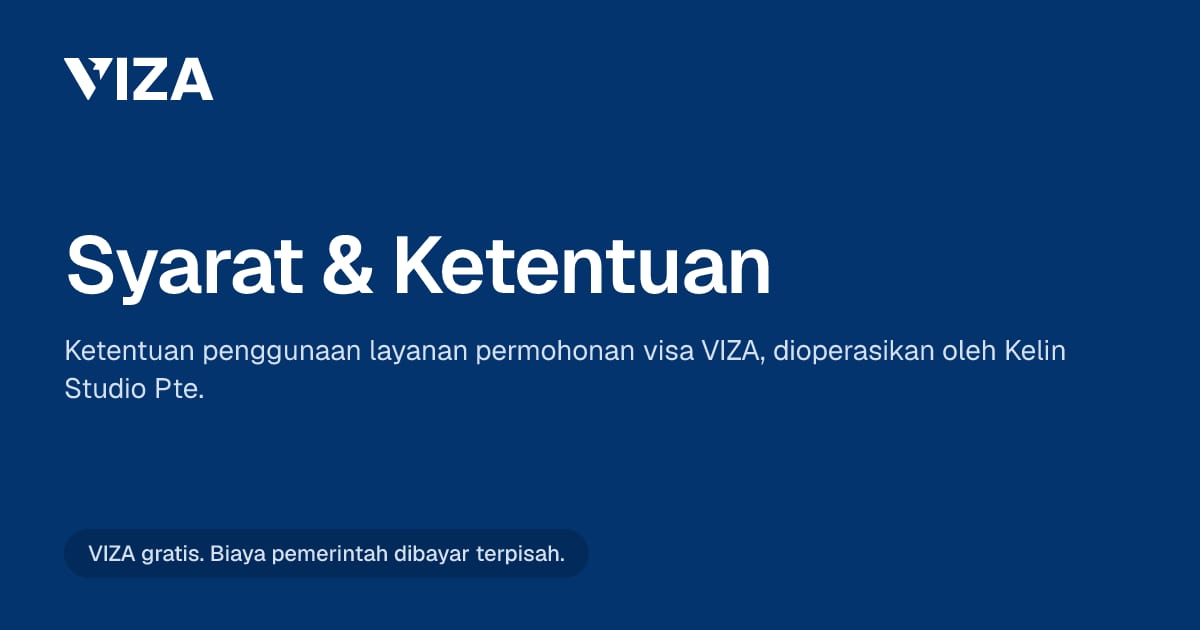 VIZA
Syarat & Ketentuan
Ketentuan penggunaan layanan permohonan visa VIZA, dioperasikan oleh Kelin
Studio Pte.
VIZA gratis. Biaya pemerintah dibayar terpisah.